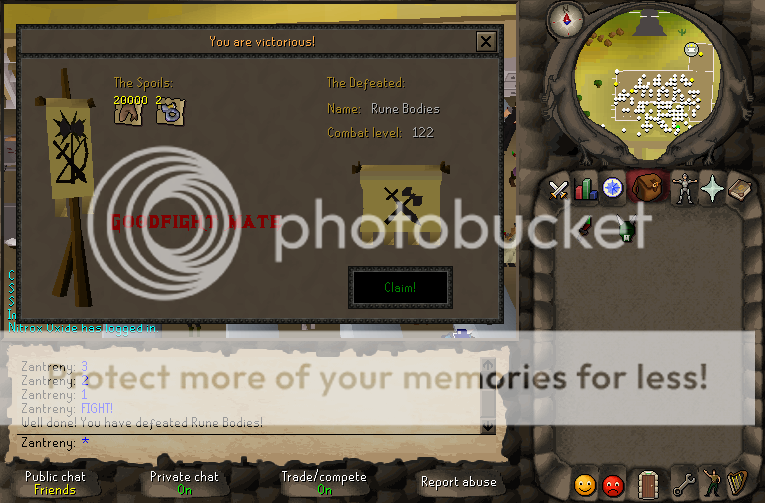 You are victorious!
The Spoils:
20000 2
The Defeated:
Name: Rune Bodies
Combat level: 122
GOODFIGHT MATE
photobucket
Claim!
Nitrox Oxide has logged in.
Protect more of your memories for less!
Zantreny: 3
Zantreny: 2
Zantreny: 1
Zantreny: FIGHT!
Well done! You have defeated Rune Bodies!
Zantreny: *
Public chat
Friends
Private chat
On
Trade/compete
On
Report abuse